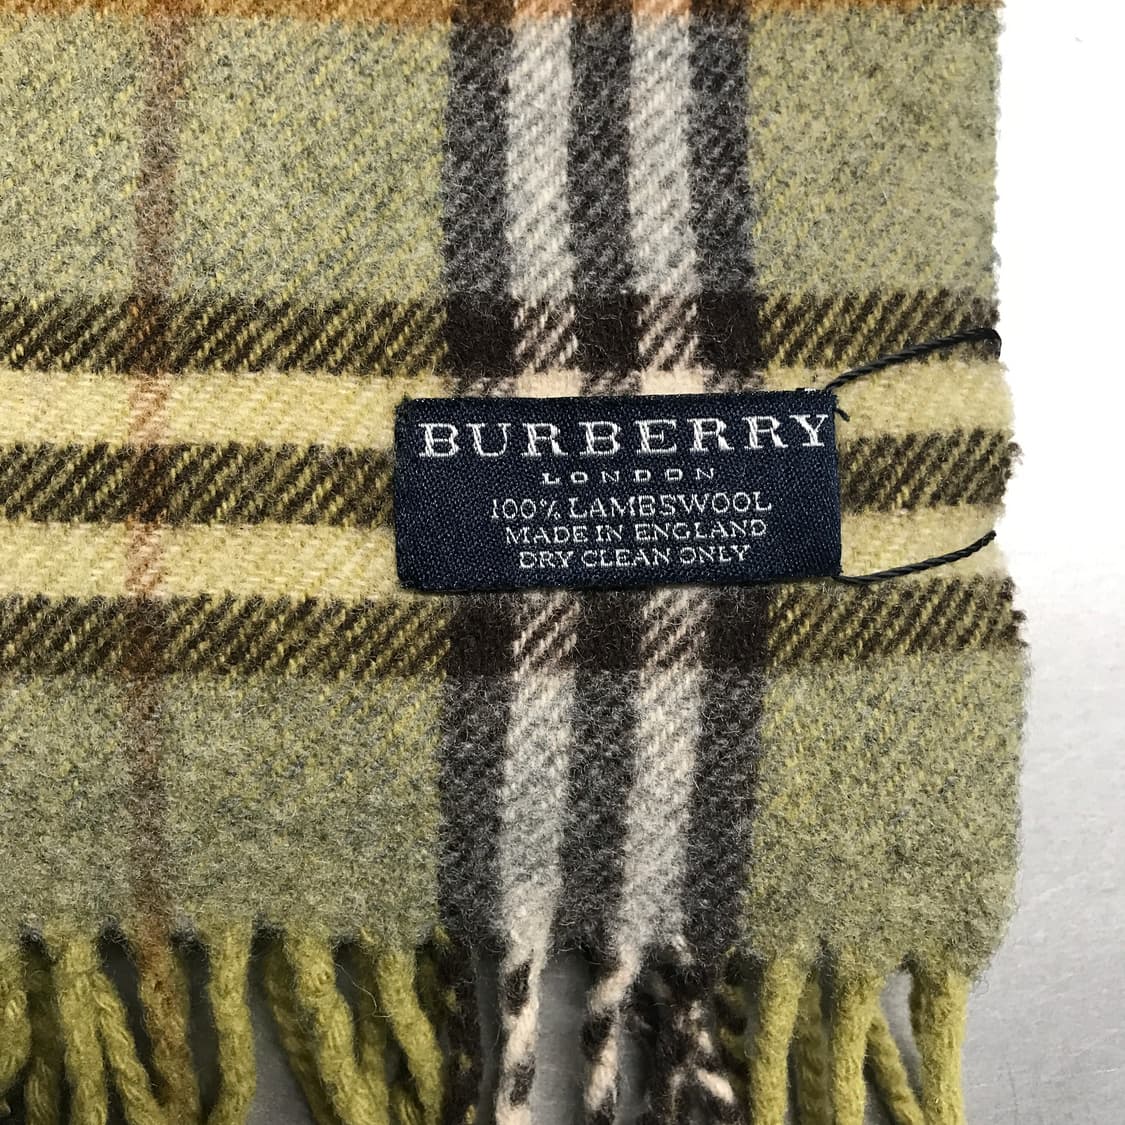 BURBERRY
LONDON
100% LAMBSWOOL
MADE IN ENGLAND
DRY CLEAN ONLY